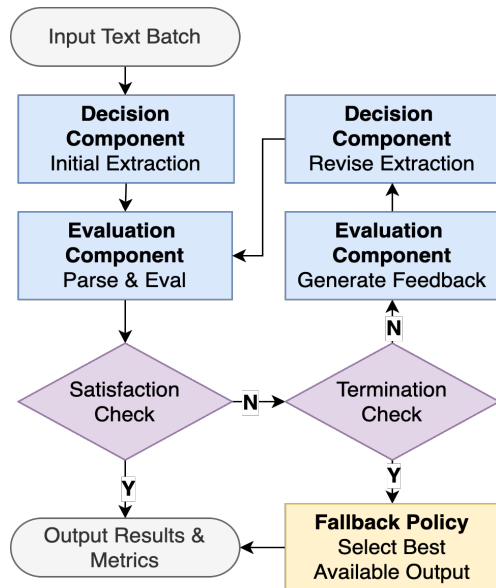 Input Text Batch
Decision
Component
Initial Extraction
Decision
Component
Revise Extraction
Evaluation
Component
Parse & Eval
Evaluation
Component
Generate Feedback
N
Satisfaction
Check
N
Termination
Check
Y
Y
Output Results &
Metrics
Fallback Policy
Select Best
Available Output